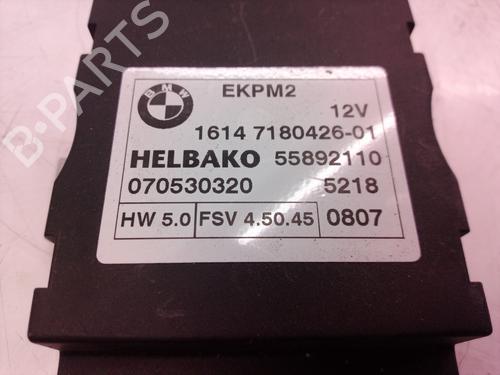 B-PARTS
BMW
EKPM2
12V
1614 7180426-01
HELBAKO 55892110
070530320 5218
HW 5.0 FSV 4.50.45 0807